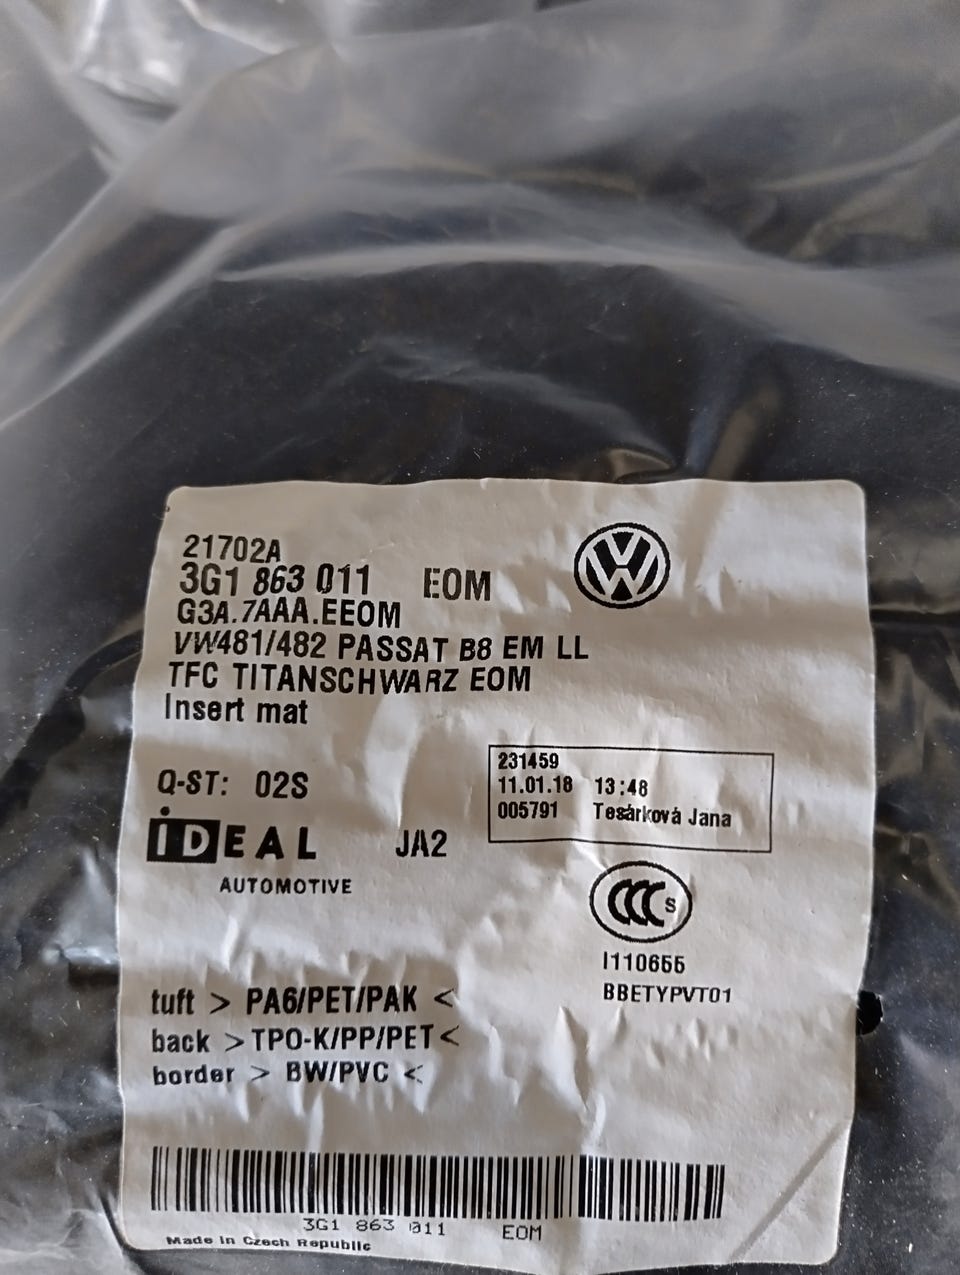 21702A
3G1 863 011 EOM
G3A.7AAA.EEOM
VW481/482 PASSAT B8 EM LL
TFC TITANSCHWARZ EOM
Insert mat
231459
11.01.18 13:48
005791 Tesárková Jana
Q-ST: 02S
iDEAL JA2
AUTOMOTIVE
CCC S
I110655
BBETYPVT01
tuft > PA6/PET/PAK <
back > TPO-K/PP/PET <
border > BW/PVC <
3G1 863 011 EOM
Made in Czech Republic